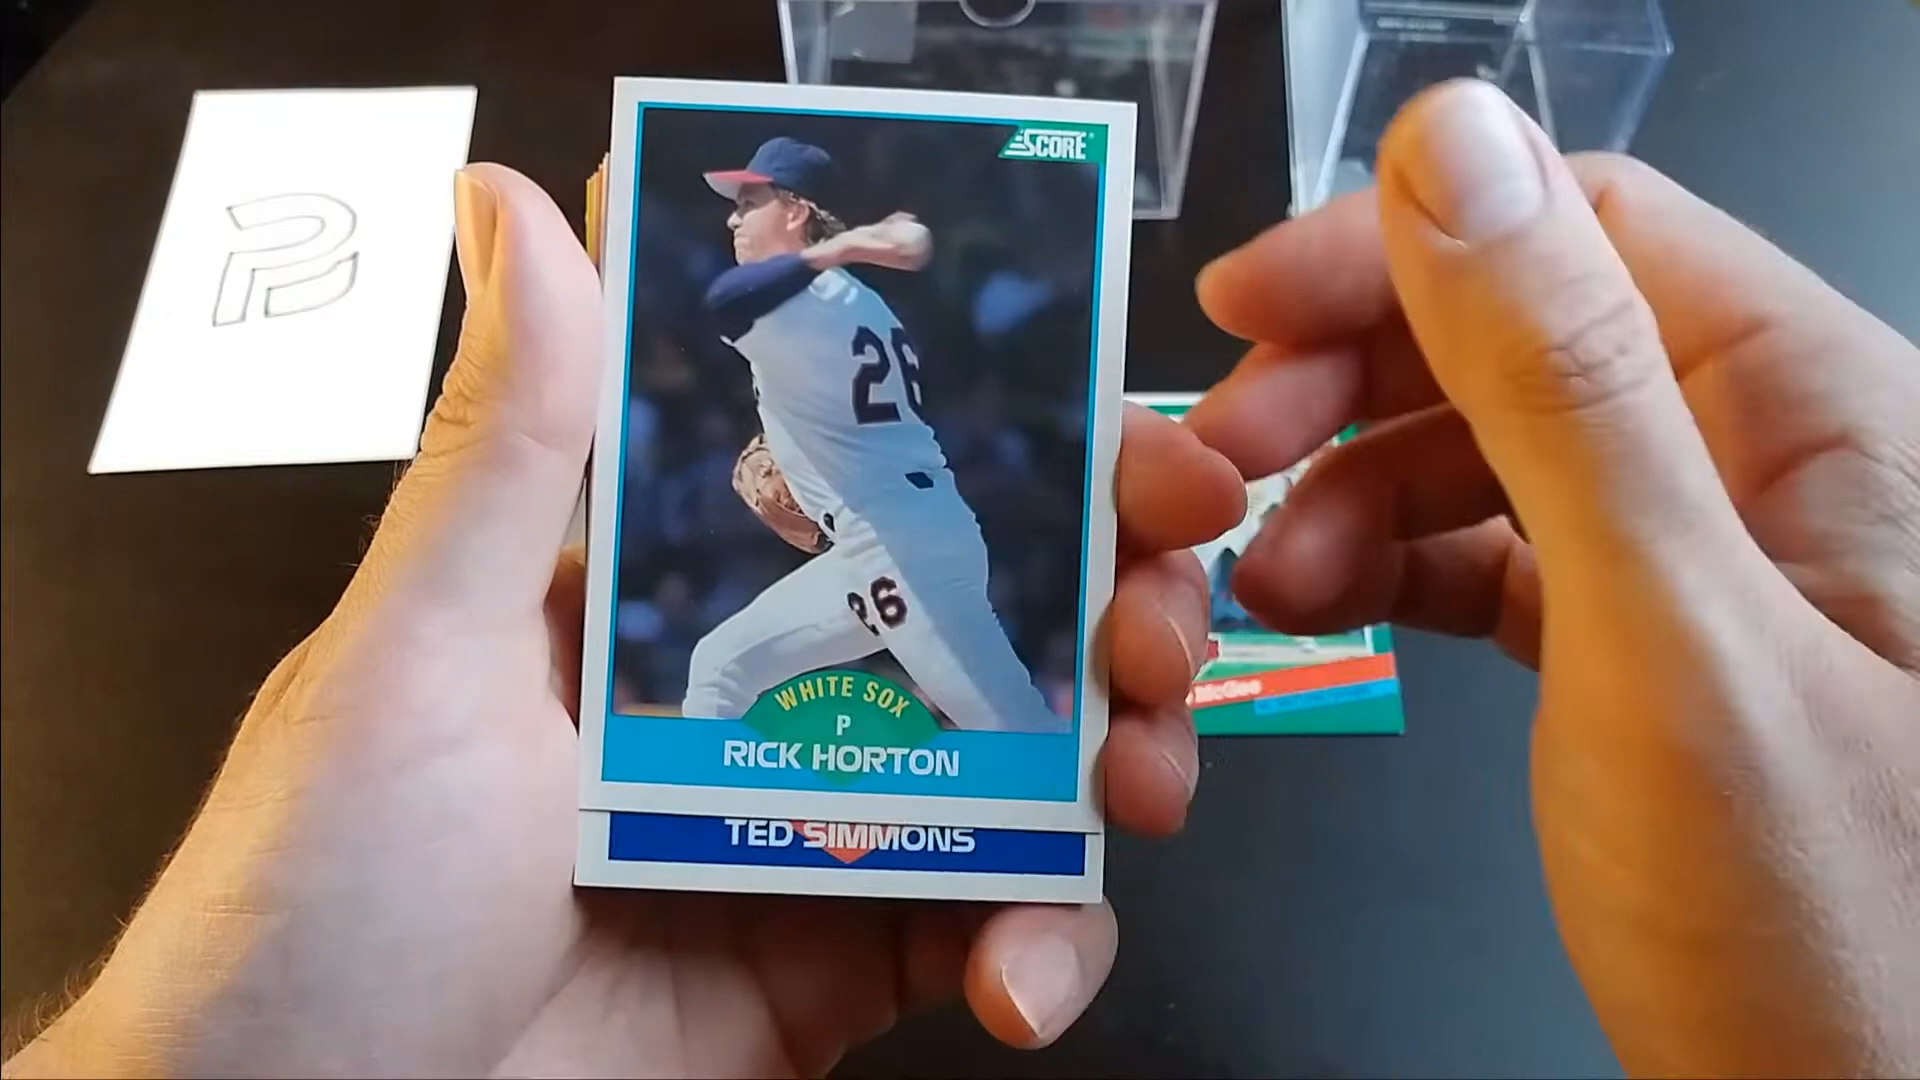 SCORE
26
26
WHITE SOX
P
RICK HORTON
TED SIMMONS
McGee